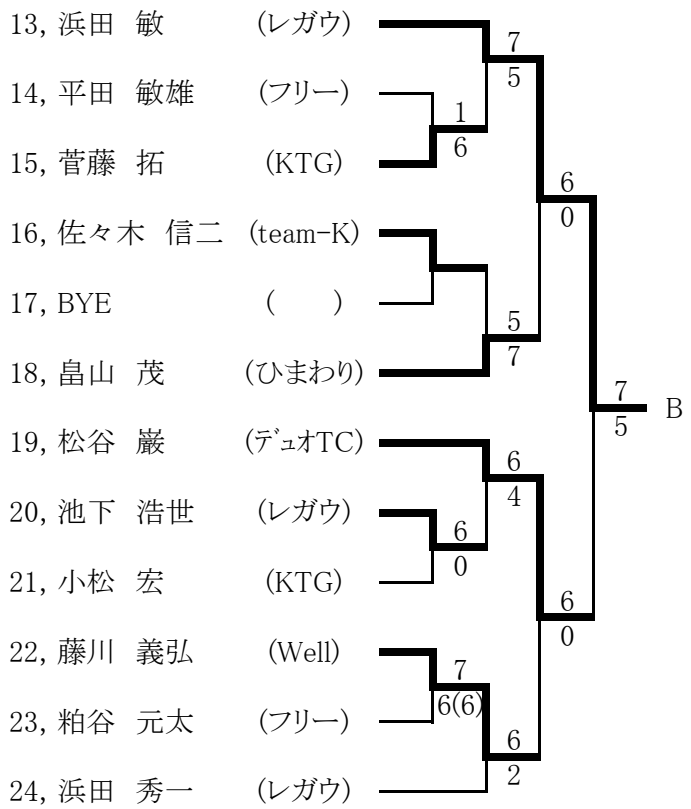 13, 浜田 敏 (レガウ)
7
5
14, 平田 敏雄 (フリー)
1
6
15, 菅藤 拓 (KTG)
6
0
16, 佐々木 信二 (team-K)
17, BYE ( )
5
7
18, 畠山 茂 (ひまわり)
7
5
B
19, 松谷 巌 (デュオTC)
6
4
20, 池下 浩世 (レガウ)
6
0
21, 小松 宏 (KTG)
6
0
22, 藤川 義弘 (Well)
7
6(6)
23, 粕谷 元太 (フリー)
6
2
24, 浜田 秀一 (レガウ)